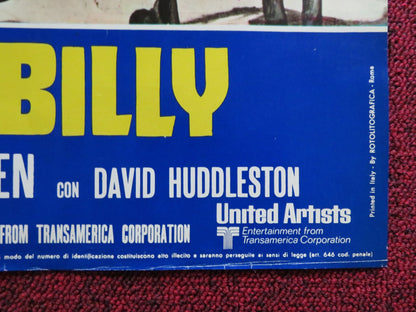 BILLY
EN CON DAVID HUDDLESTON
United Artists
FROM TRANSAMERICA CORPORATION
Entertainment from
Transamerica Corporation
modo del numero di identificazione costituiscono atto illecito e saranno perseguite ai sensi di legge (art. 646 cod. penale)
Printed in Italy - By ROTOLITOGRAFICA - Roma